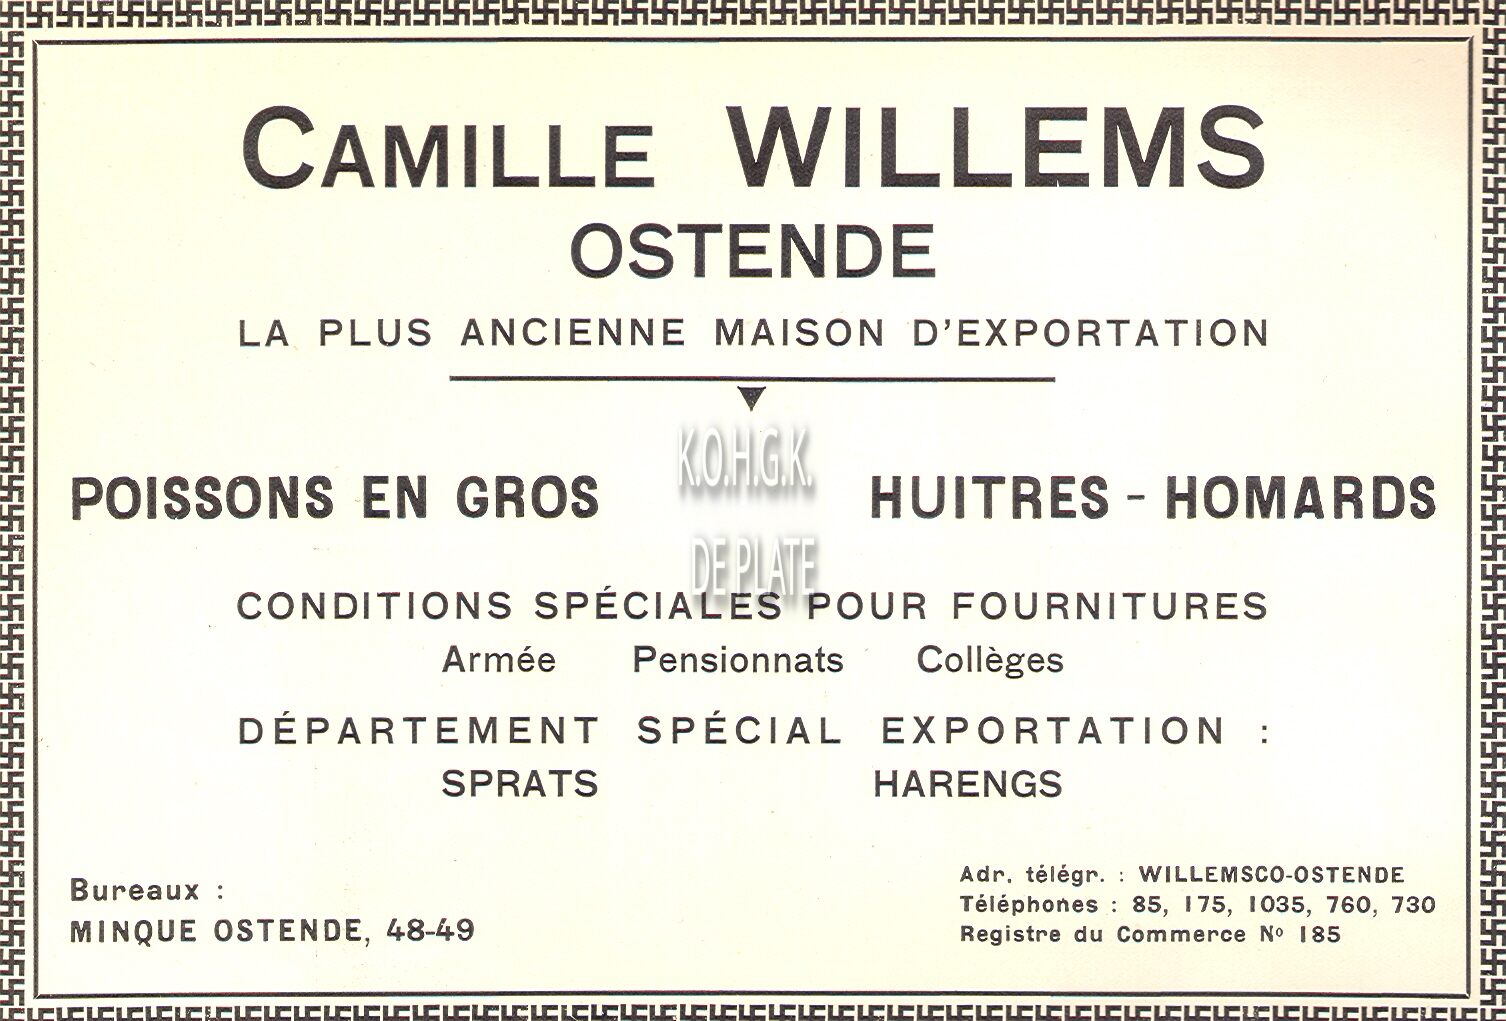 CAMILLE WILLEMS
OSTENDE
LA PLUS ANCIENNE MAISON D'EXPORTATION
K.O.H.G.K.
DE PLATE
POISSONS EN GROS HUITRES - HOMARDS
CONDITIONS SPÉCIALES POUR FOURNITURES
Armée Pensionnats Collèges
DÉPARTEMENT SPÉCIAL EXPORTATION :
SPRATS HARENGS
Bureaux :
MINQUE OSTENDE, 48-49
Adr. télégr. : WILLEMSCO-OSTENDE
Téléphones : 85, 175, 1035, 760, 730
Registre du Commerce Nº 185